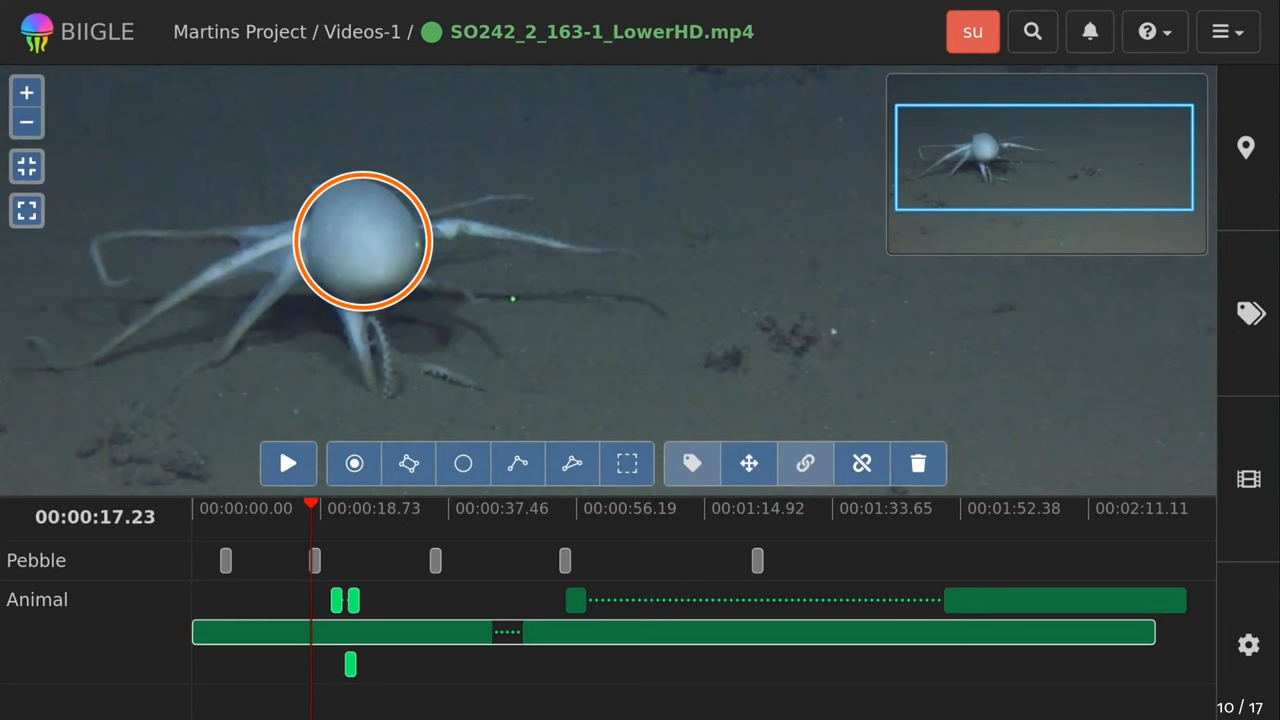 BIIGLE Martins Project / Videos-1 / SO242_2_163-1_LowerHD.mp4 su
00:00:17.23 00:00:00.00 00:00:18.73 00:00:37.46 00:00:56.19 00:01:14.92 00:01:33.65 00:01:52.38 00:02:11.11
Pebble
Animal
10 / 17